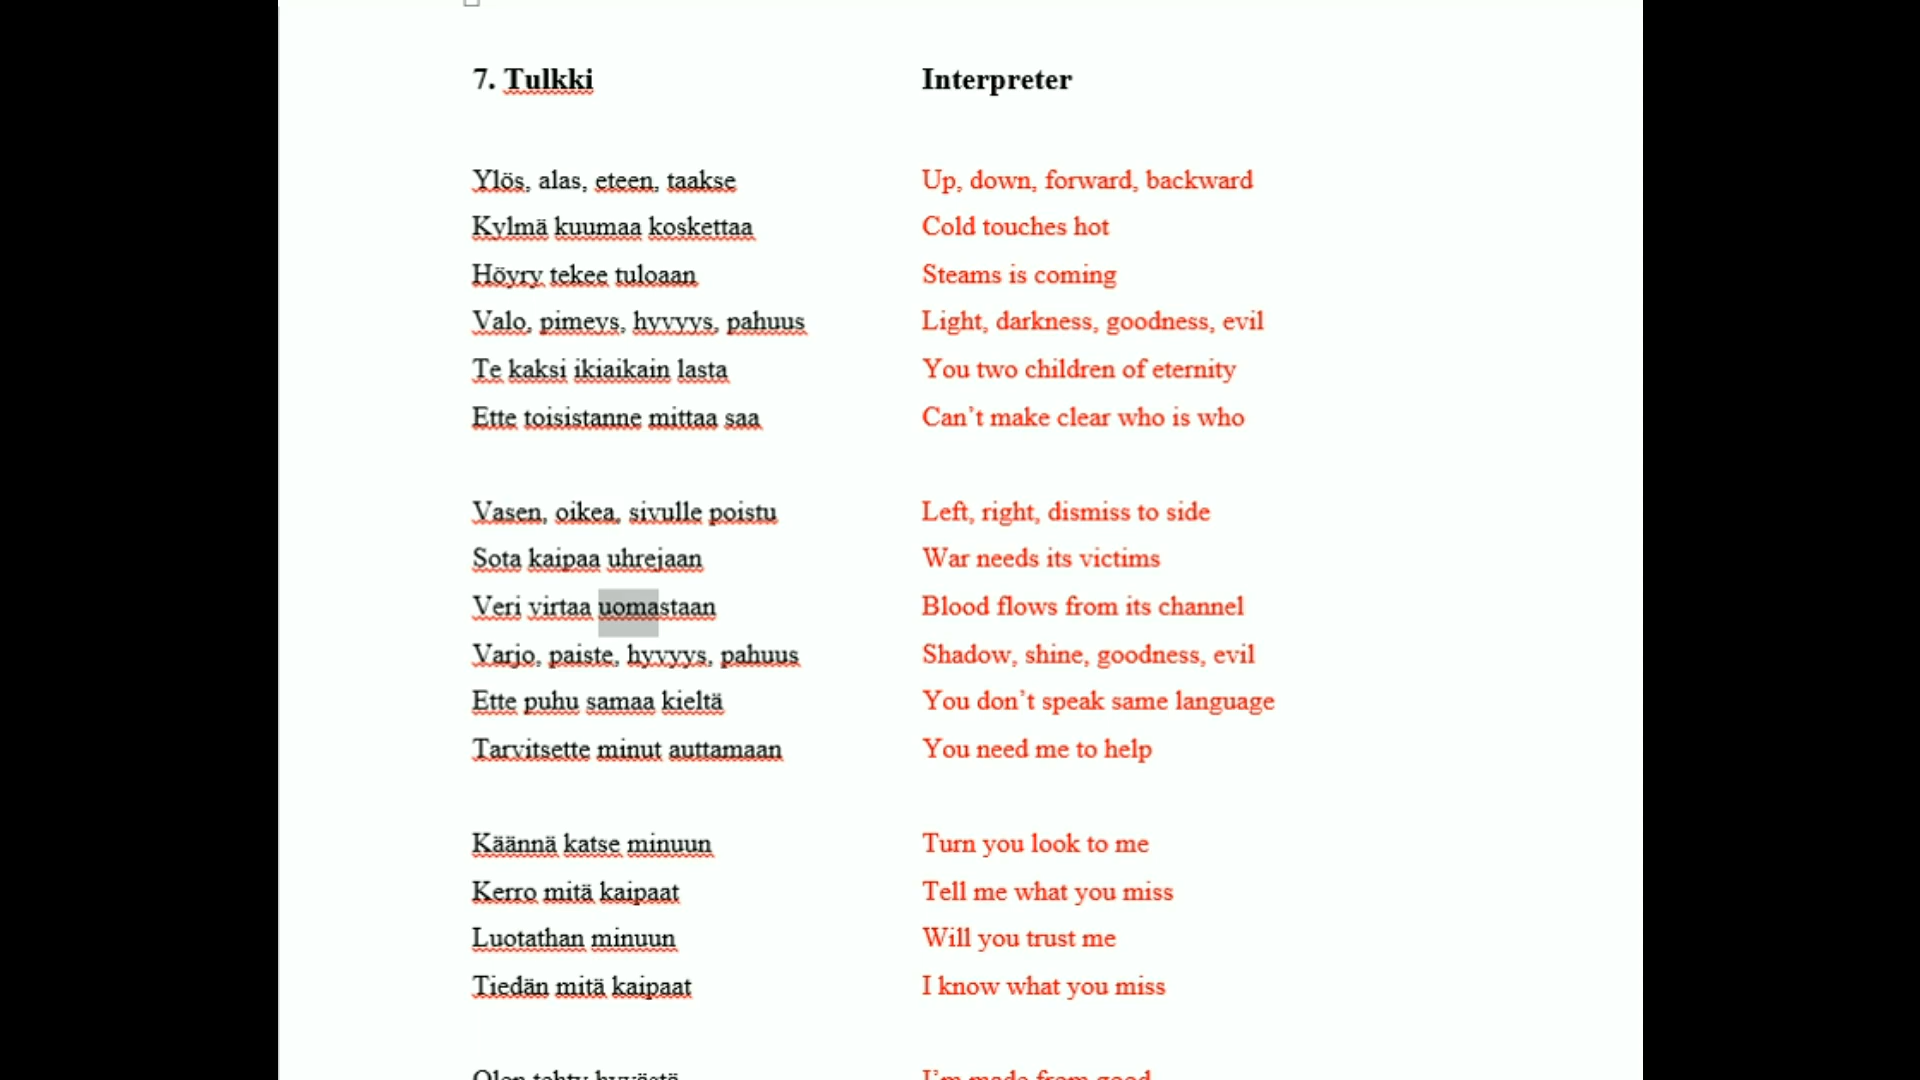 7. Tulkki Interpreter
Ylös, alas, eteen, taakse Up, down, forward, backward
Kylmä kuumaa koskettaa Cold touches hot
Höyry tekee tuloaan Steams is coming
Valo, pimeys, hyvyys, pahuus Light, darkness, goodness, evil
Te kaksi ikiaikain lasta You two children of eternity
Ette toisistanne mittaa saa Can't make clear who is who
Vasen, oikea, sivulle poistu Left, right, dismiss to side
Sota kaipaa uhrejaan War needs its victims
Veri virtaa uomastaan Blood flows from its channel
Varjo, paiste, hyvyys, pahuus Shadow, shine, goodness, evil
Ette puhu samaa kieltä You don't speak same language
Tarvitsette minut auttamaan You need me to help
Käännä katse minuun Turn you look to me
Kerro mitä kaipaat Tell me what you miss
Luotathan minuun Will you trust me
Tiedän mitä kaipaat I know what you miss
Olen tehty hyvästä I'm made from good